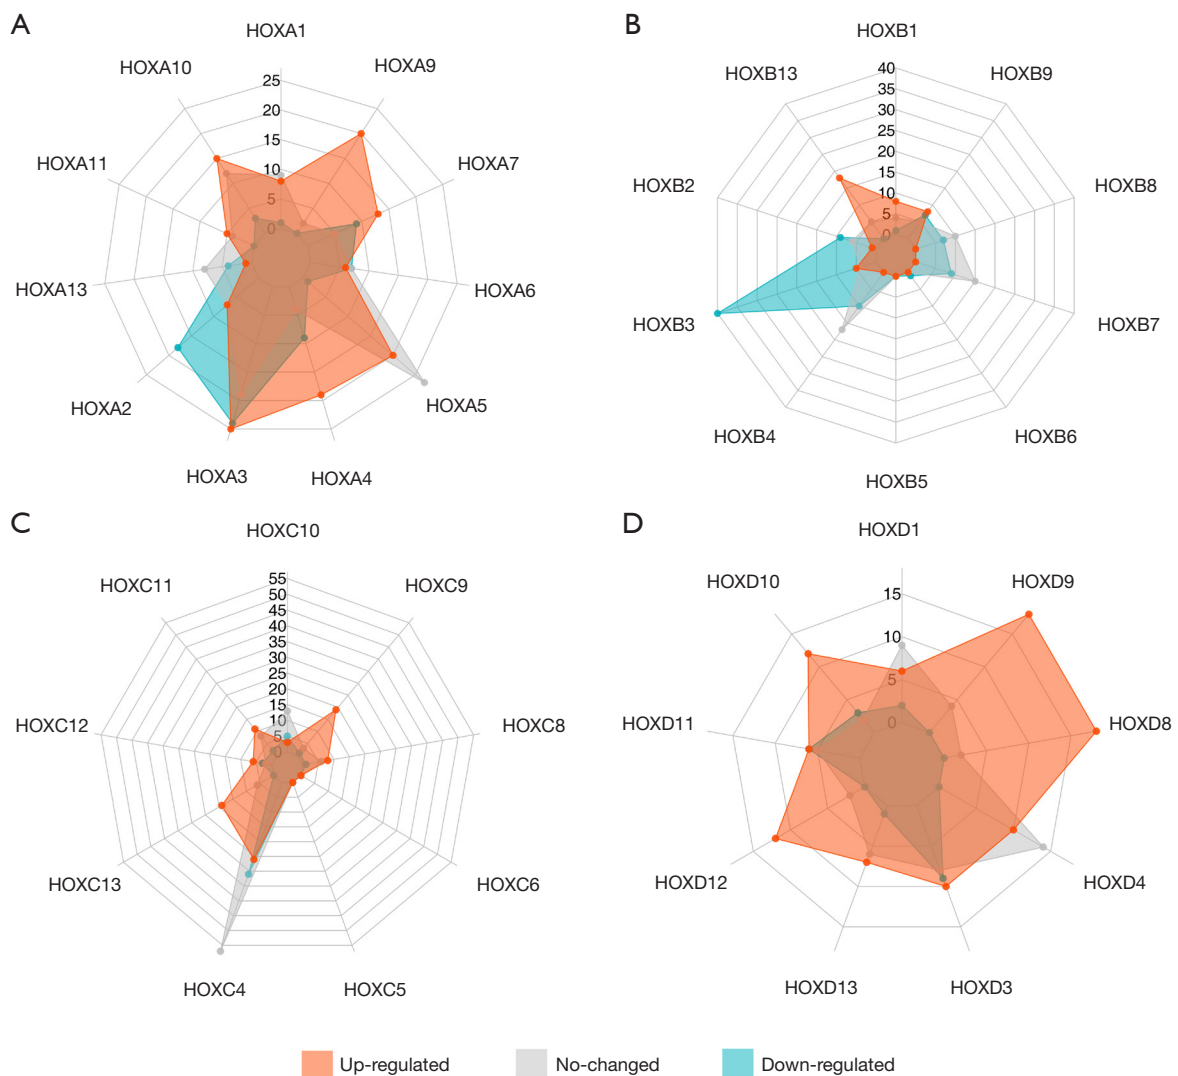 A
HOXA1
HOXA10
HOXA9
25
20
15
10
5
0
HOXA11
HOXA7
HOXA13
HOXA6
HOXA2
HOXA5
HOXA3
HOXA4
B
HOXB1
HOXB13
HOXB9
40
35
30
25
20
15
10
5
0
HOXB2
HOXB8
HOXB3
HOXB7
HOXB4
HOXB6
HOXB5
C
HOXC10
HOXC11
HOXC9
55
50
45
40
35
30
25
20
15
10
5
0
HOXC12
HOXC8
HOXC13
HOXC6
HOXC4
HOXC5
D
HOXD1
HOXD10
HOXD9
15
10
5
0
HOXD11
HOXD8
HOXD12
HOXD4
HOXD13
HOXD3
Up-regulated
No-changed
Down-regulated